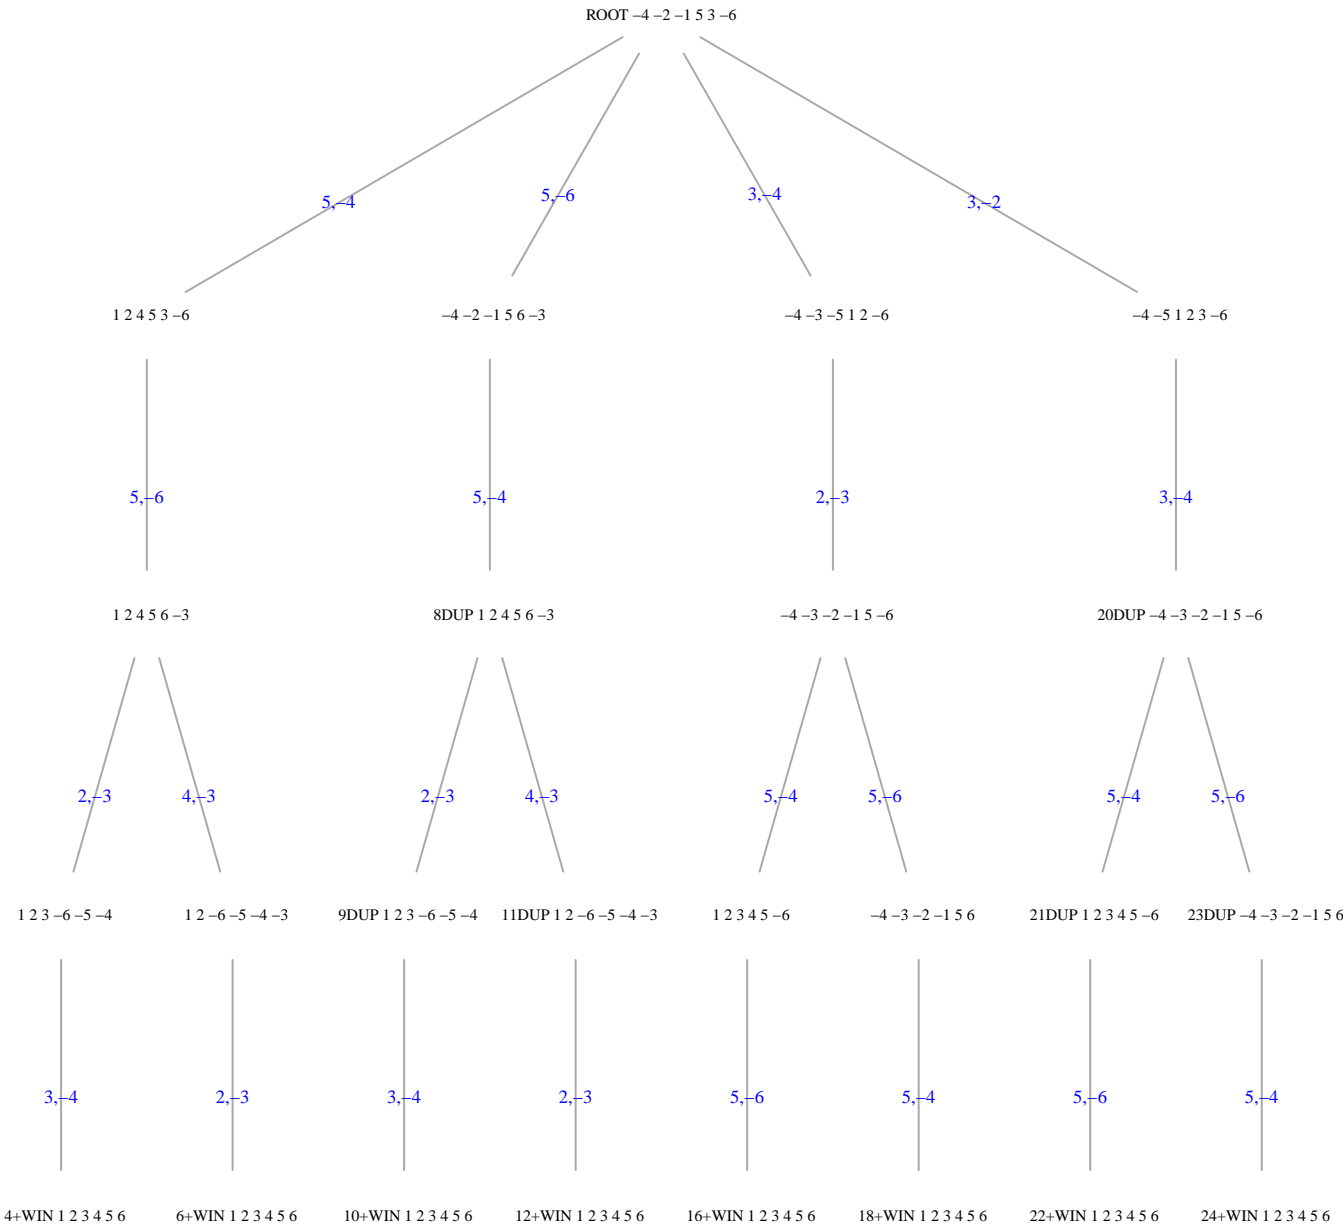 ROOT −4 −2 −1 5 3 −6
5,−4
5,−6
3,−4
3,−2
1 2 4 5 3 −6
−4 −2 −1 5 6 −3
−4 −3 −5 1 2 −6
−4 −5 1 2 3 −6
5,−6
5,−4
2,−3
3,−4
1 2 4 5 6 −3
8DUP 1 2 4 5 6 −3
−4 −3 −2 −1 5 −6
20DUP −4 −3 −2 −1 5 −6
2,−3
4,−3
2,−3
4,−3
5,−4
5,−6
5,−4
5,−6
1 2 3 −6 −5 −4
1 2 −6 −5 −4 −3
9DUP 1 2 3 −6 −5 −4
11DUP 1 2 −6 −5 −4 −3
1 2 3 4 5 −6
−4 −3 −2 −1 5 6
21DUP 1 2 3 4 5 −6
23DUP −4 −3 −2 −1 5 6
3,−4
2,−3
3,−4
2,−3
5,−6
5,−4
5,−6
5,−4
4+WIN 1 2 3 4 5 6
6+WIN 1 2 3 4 5 6
10+WIN 1 2 3 4 5 6
12+WIN 1 2 3 4 5 6
16+WIN 1 2 3 4 5 6
18+WIN 1 2 3 4 5 6
22+WIN 1 2 3 4 5 6
24+WIN 1 2 3 4 5 6